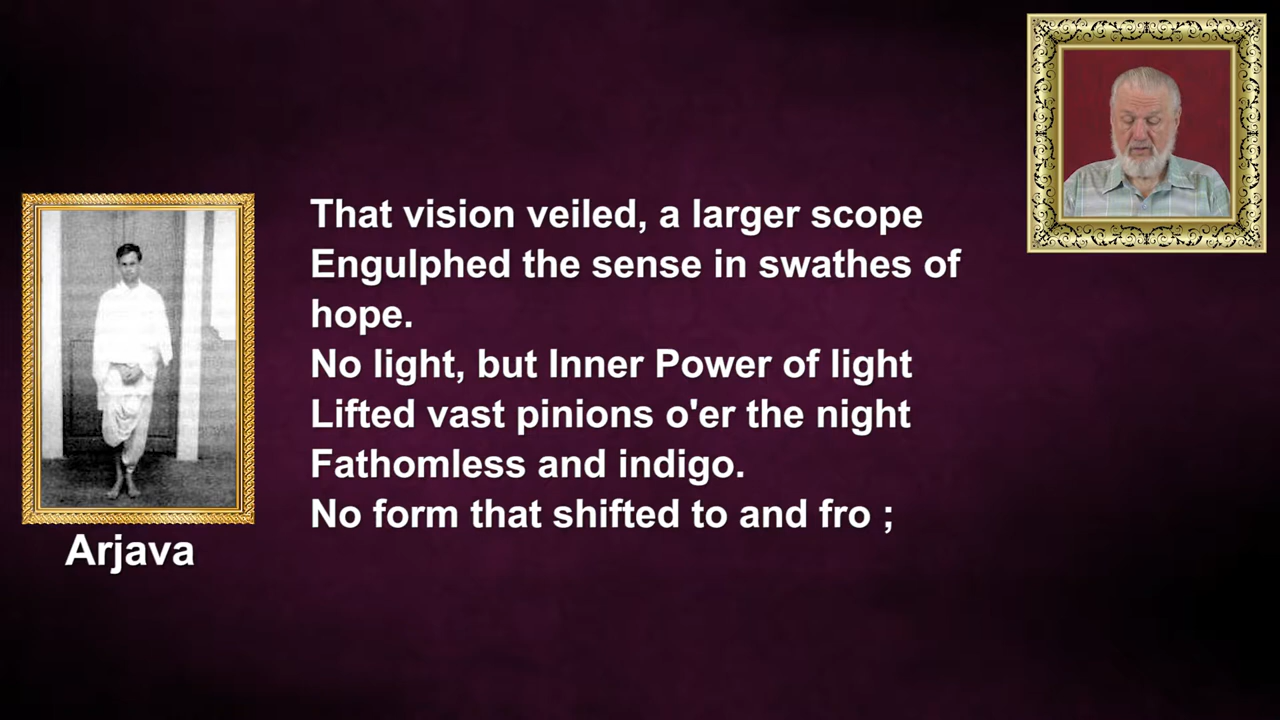 That vision veiled, a larger scope
Engulphed the sense in swathes of
hope.
No light, but Inner Power of light
Lifted vast pinions o'er the night
Fathomless and indigo.
No form that shifted to and fro ;
Arjava